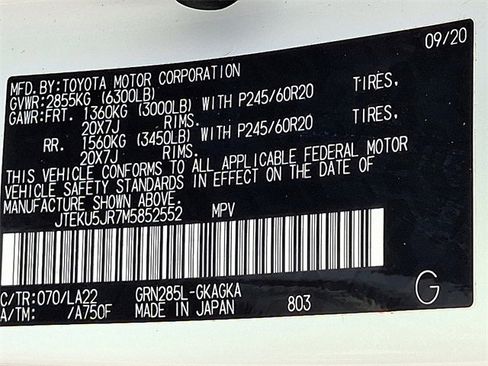 09/20
MFD.BY:TOYOTA MOTOR CORPORATION
GVWR:2855KG (6300LB)
GAWR:FRT. 1360KG (3000LB) WITH P245/60R20 TIRES,
20X7J RIMS.
RR. 1560KG (3450LB) WITH P245/60R20 TIRES,
20X7J RIMS.
THIS VEHICLE CONFORMS TO ALL APPLICABLE FEDERAL MOTOR
VEHICLE SAFETY STANDARDS IN EFFECT ON THE DATE OF
MANUFACTURE SHOWN ABOVE.
JTEKU5JR7M5852552 MPV
C/TR:070/LA22 GRN285L-GKAGKA
A/TM: /A750F MADE IN JAPAN 803 G